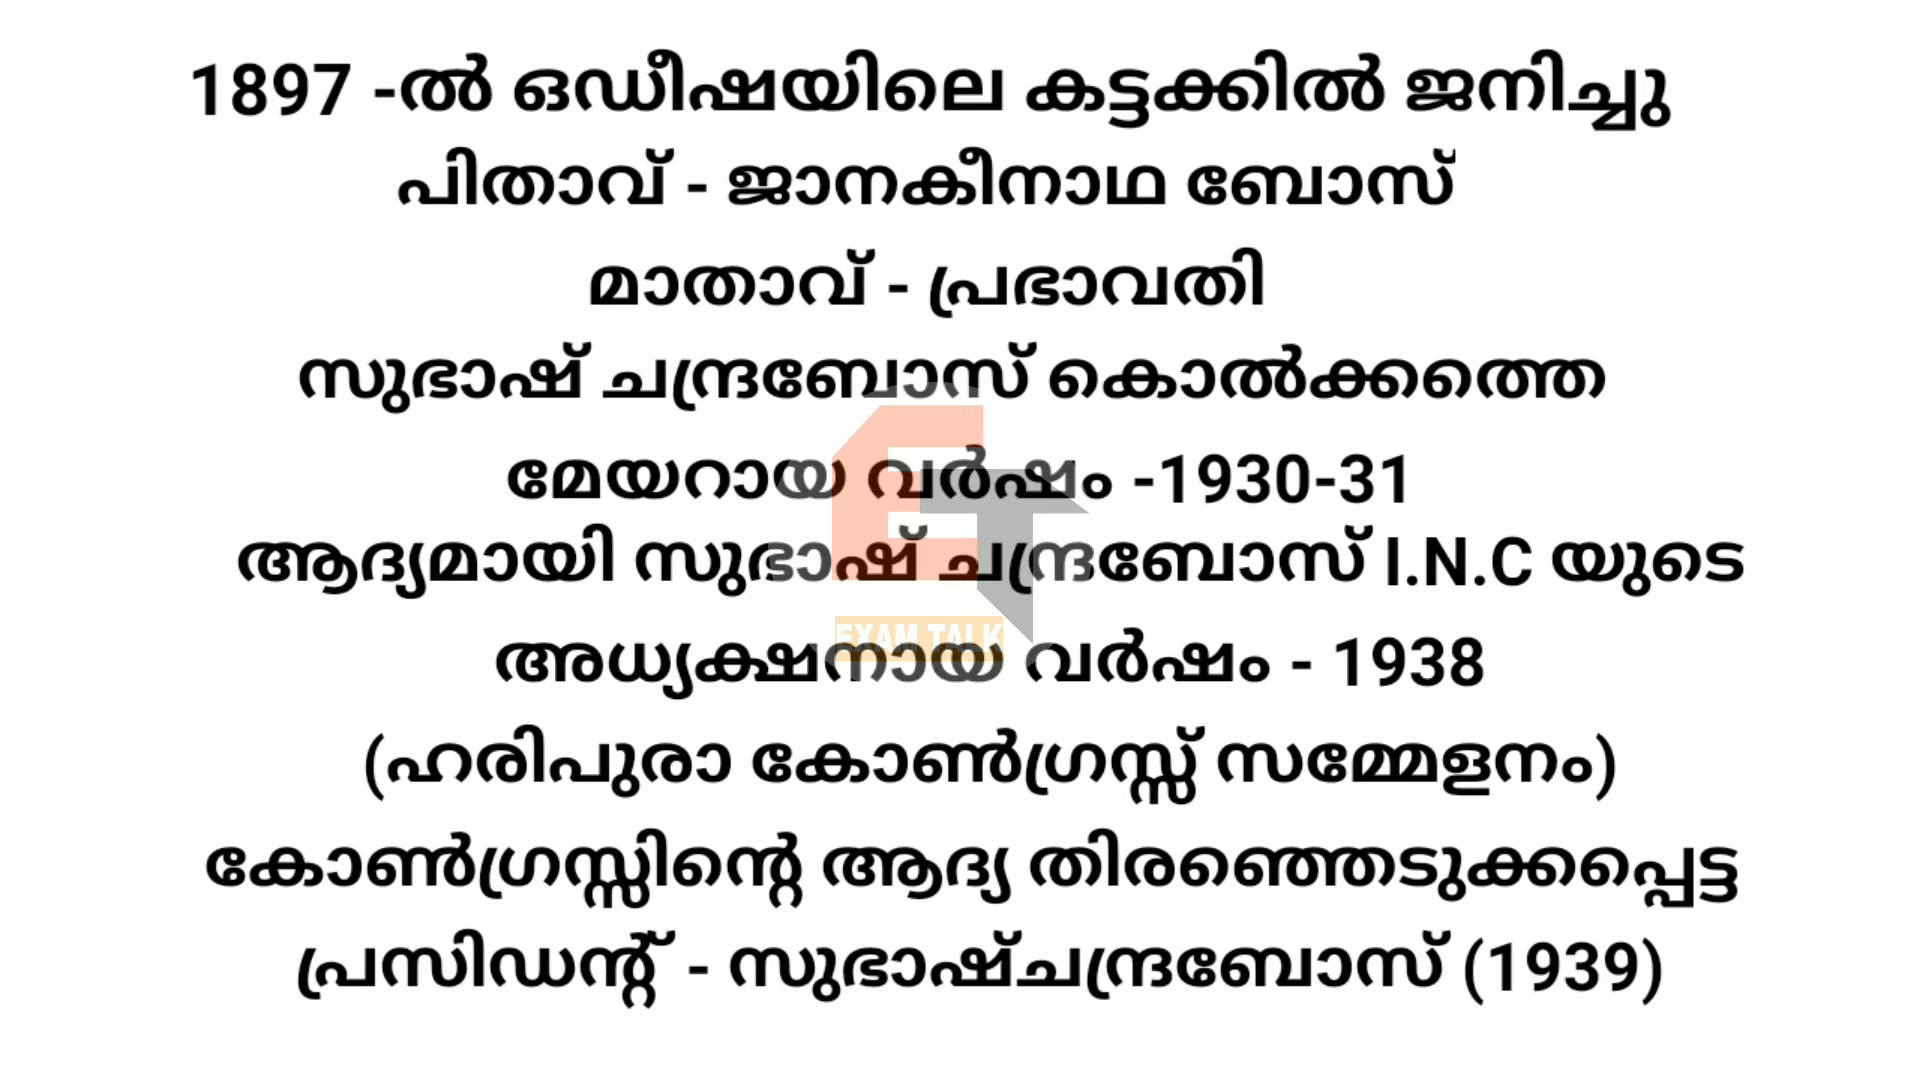 1897 -ൽ ഒഡീഷയിലെ കട്ടക്കിൽ ജനിച്ചു
പിതാവ് - ജാനകീനാഥ ബോസ്
മാതാവ് - പ്രഭാവതി
സുഭാഷ് ചന്ദ്രബോസ് കൊൽക്കത്തെ
മേയറായ വർഷം -1930-31
ആദ്യമായി സുഭാഷ് ചന്ദ്രബോസ് I.N.C യുടെ
EXAM TALK
അധ്യക്ഷനായ വർഷം - 1938
(ഹരിപുരാ കോൺഗ്രസ്സ് സമ്മേളനം)
കോൺഗ്രസ്സിന്റെ ആദ്യ തിരഞ്ഞെടുക്കപ്പെട്ട
പ്രസിഡന്റ് - സുഭാഷ്ചന്ദ്രബോസ് (1939)